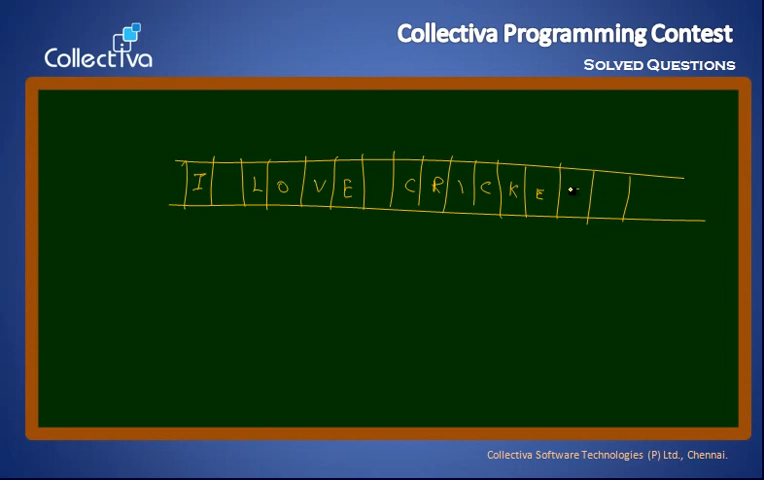 Collectiva
Collectiva Programming Contest
SOLVED QUESTIONS
I LOVE CRICKE
Collectiva Software Technologies (P) Ltd., Chennai.